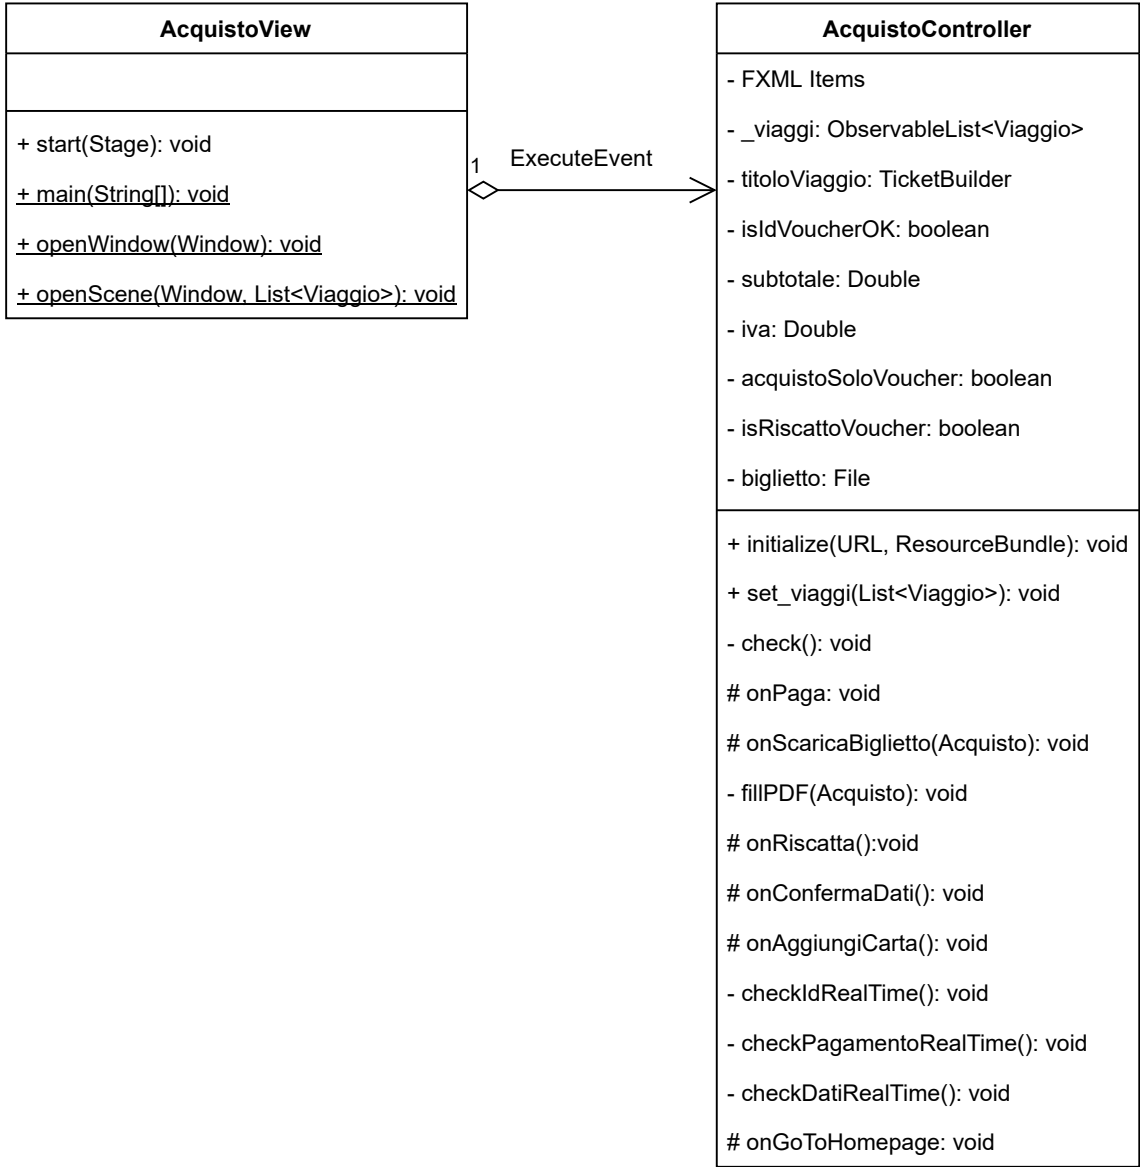 AcquistoView
+ start(Stage): void
+ main(String[]): void
+ openWindow(Window): void
+ openScene(Window, List<Viaggio>): void
1
ExecuteEvent
AcquistoController
- FXML Items
- _viaggi: ObservableList<Viaggio>
- titoloViaggio: TicketBuilder
- isIdVoucherOK: boolean
- subtotale: Double
- iva: Double
- acquistoSoloVoucher: boolean
- isRiscattoVoucher: boolean
- biglietto: File
+ initialize(URL, ResourceBundle): void
+ set_viaggi(List<Viaggio>): void
- check(): void
# onPaga: void
# onScaricaBiglietto(Acquisto): void
- fillPDF(Acquisto): void
# onRiscatta():void
# onConfermaDati(): void
# onAggiungiCarta(): void
- checkIdRealTime(): void
- checkPagamentoRealTime(): void
- checkDatiRealTime(): void
# onGoToHomepage: void